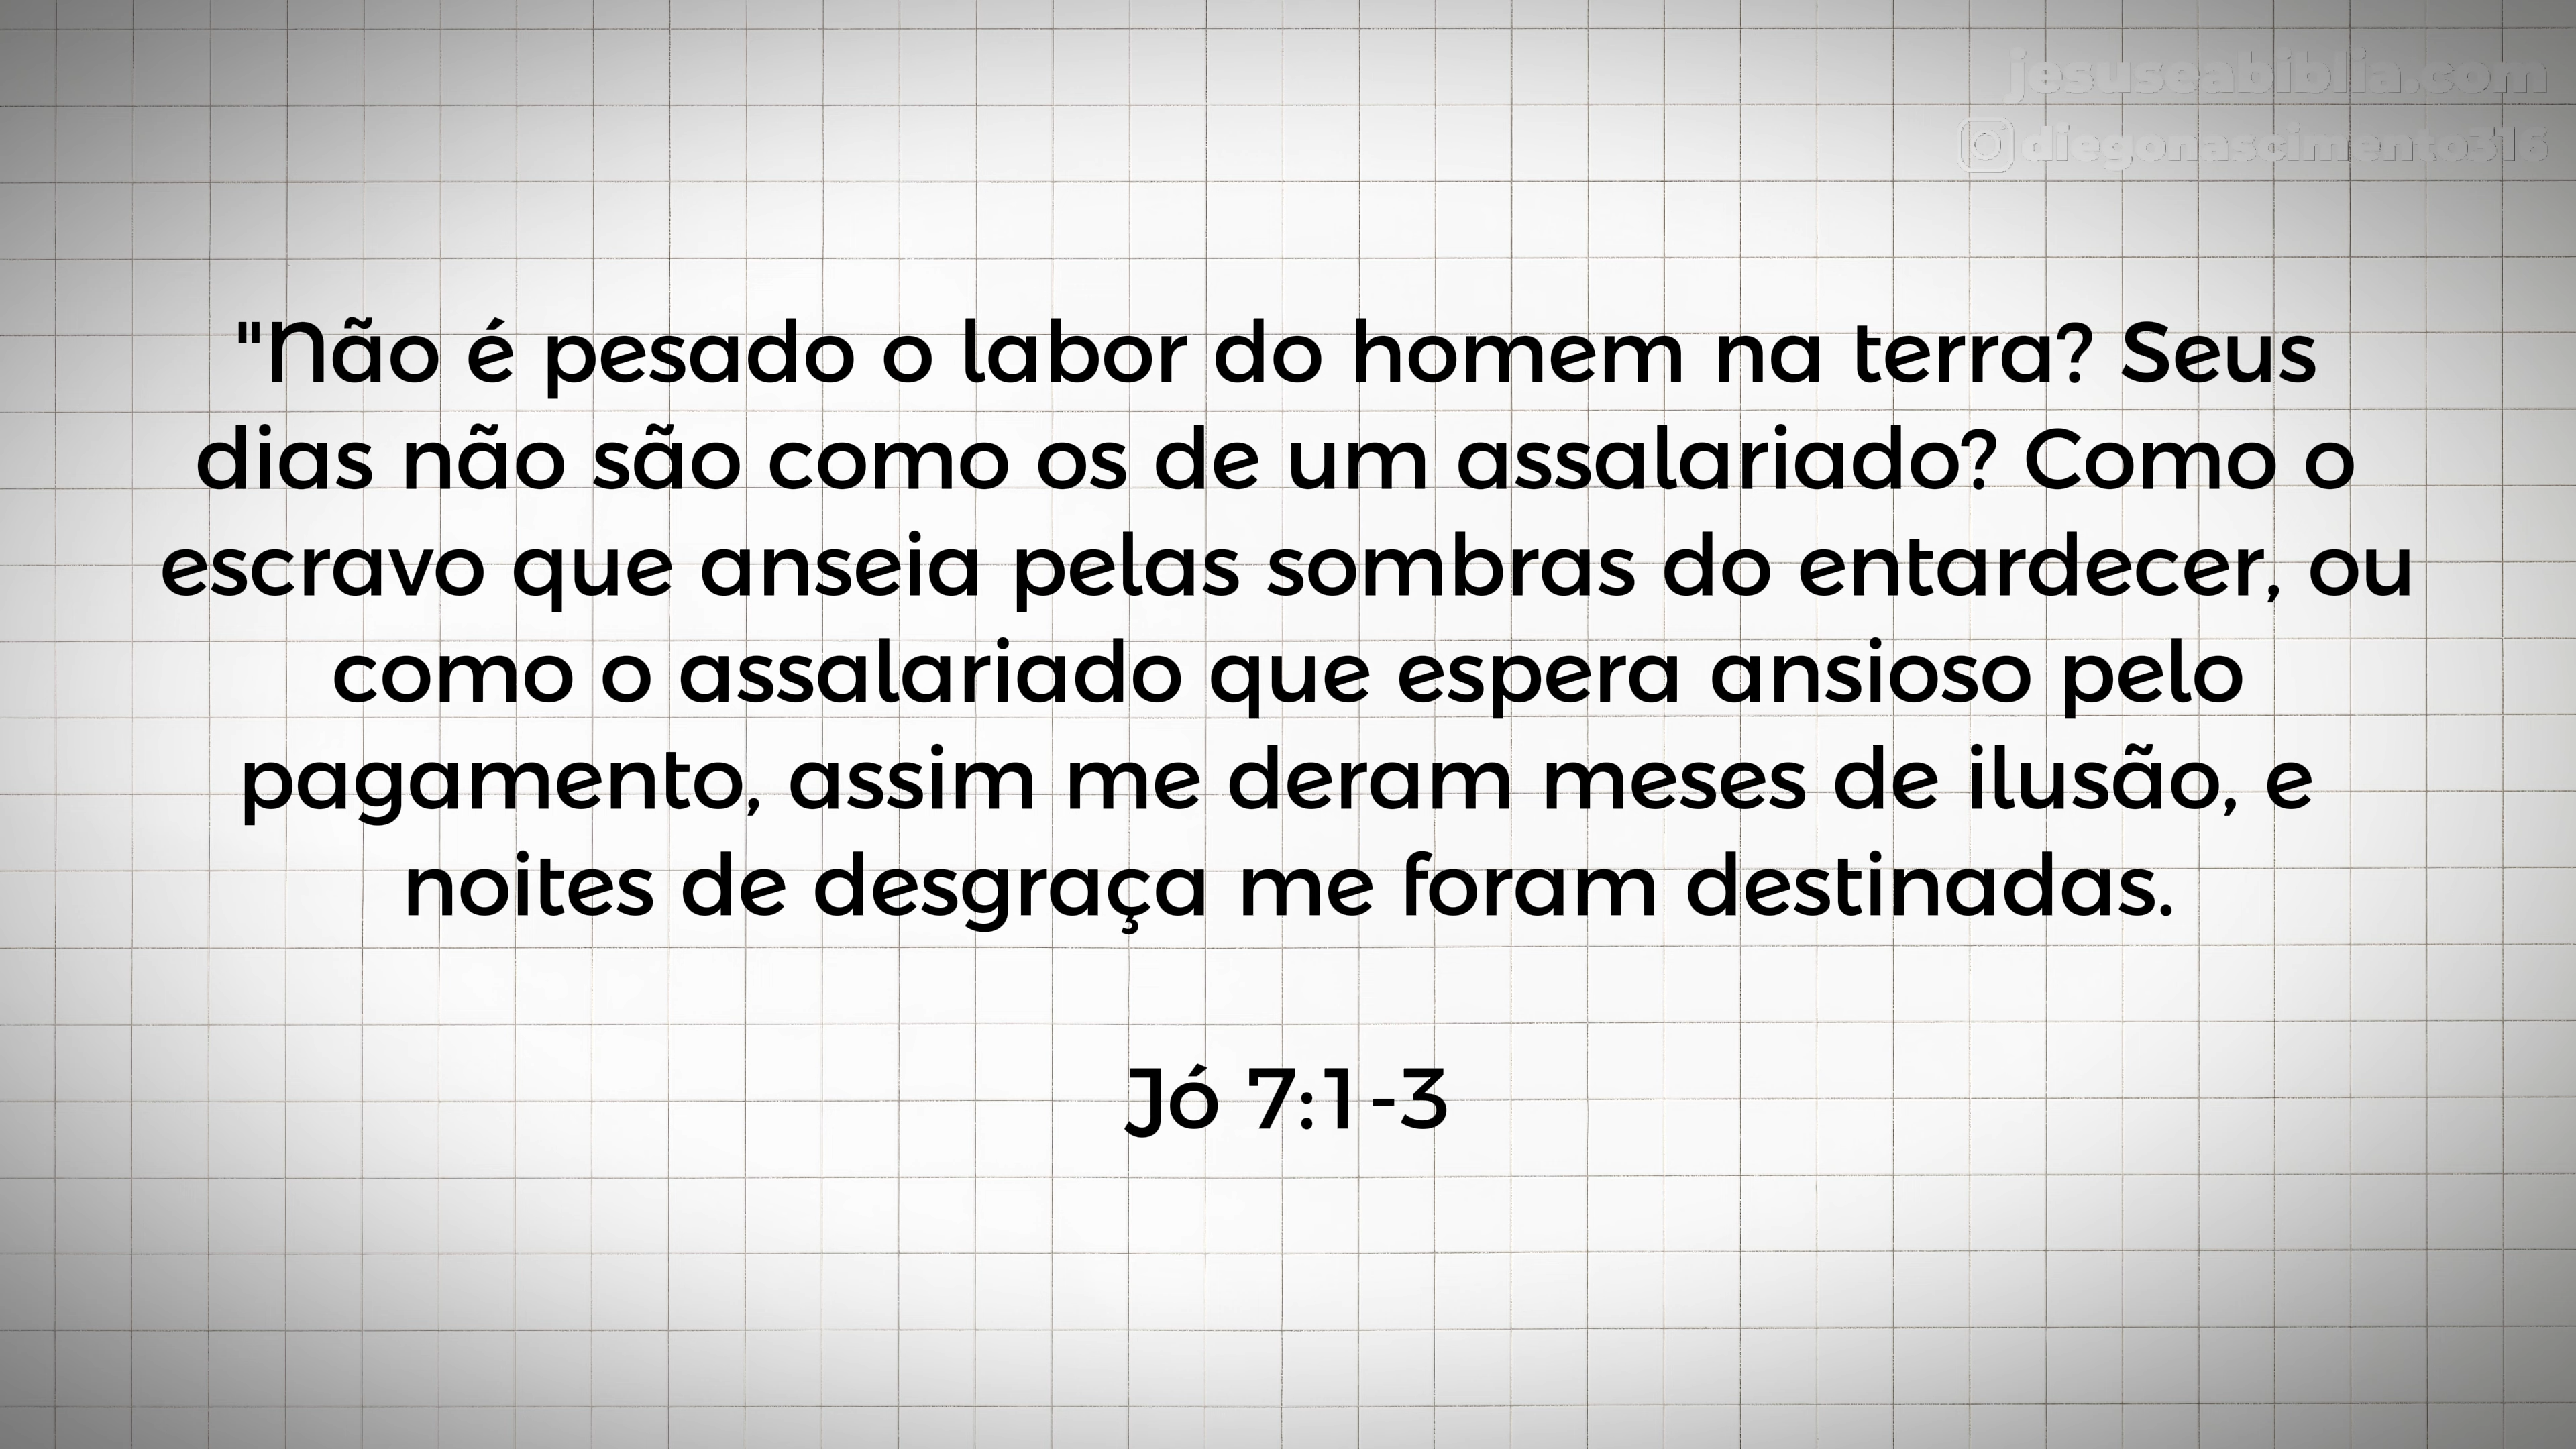 jesuseabiblia.com
diegonascimento316
"Não é pesado o labor do homem na terra? Seus
dias não são como os de um assalariado? Como o
escravo que anseia pelas sombras do entardecer, ou
como o assalariado que espera ansioso pelo
pagamento, assim me deram meses de ilusão, e
noites de desgraça me foram destinadas.
Jó 7:1-3